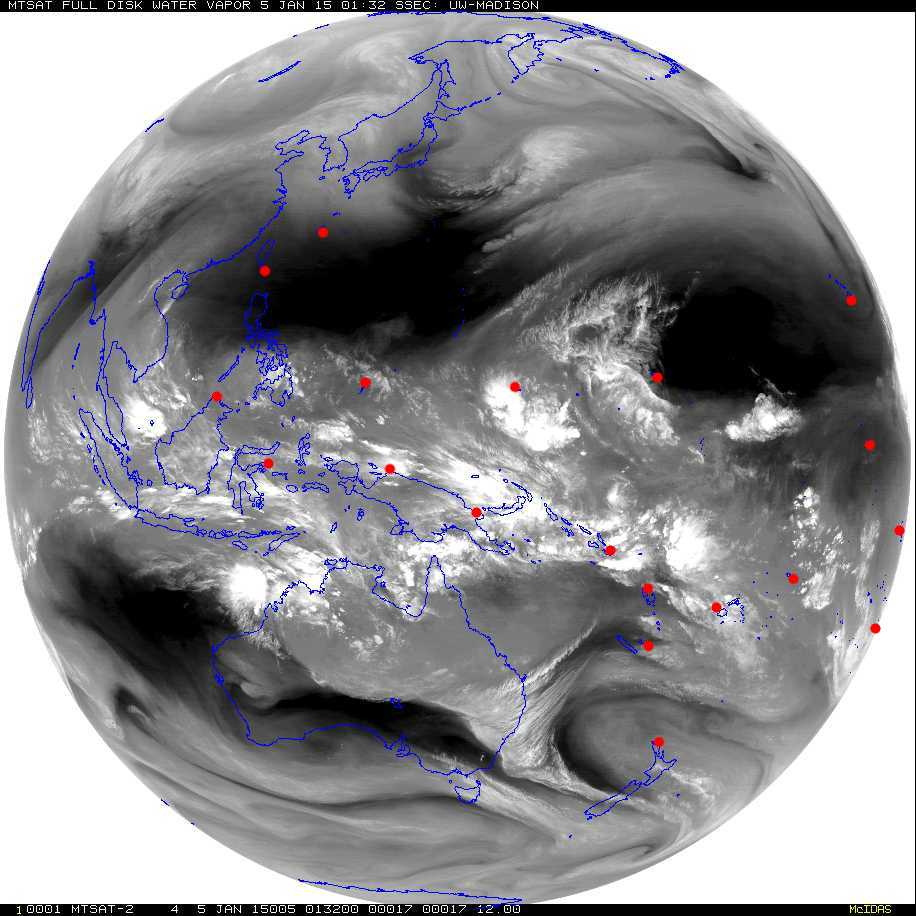 MTSAT FULL DISK WATER VAPOR 5 JAN 15 01:32 SSEC: UW-MADISON
10001 MTSAT-2 4 5 JAN 15005 013200 00017 00017 12.00 McIDAS